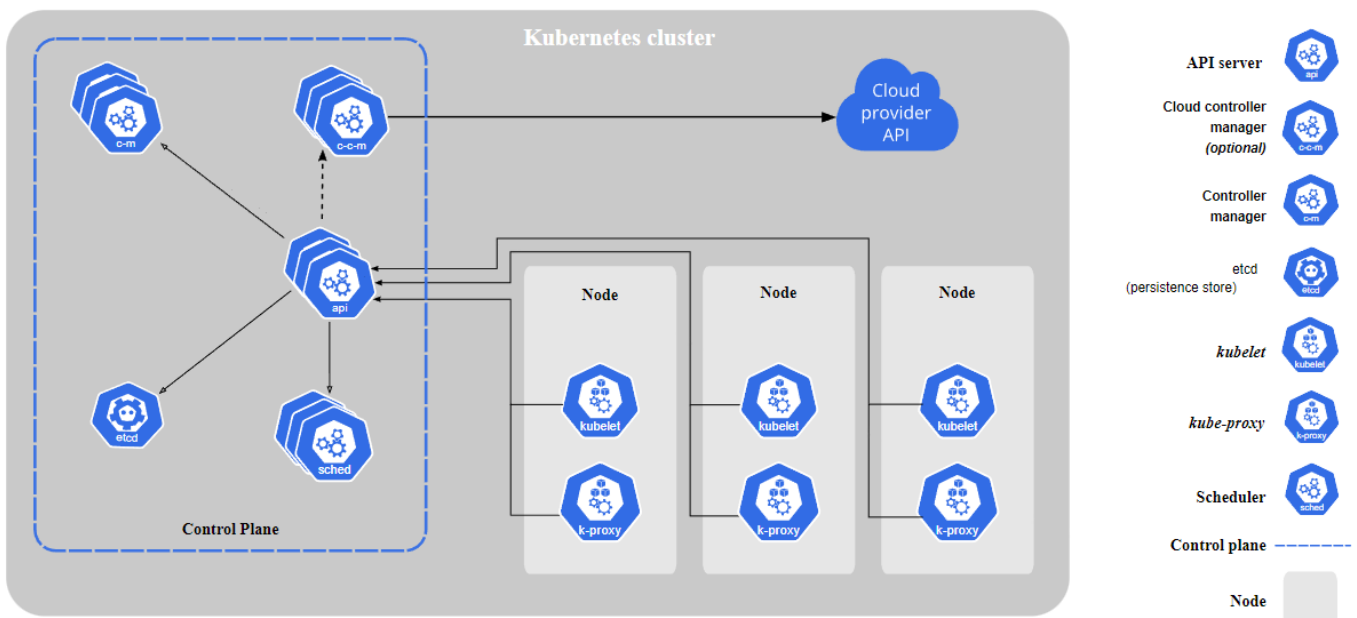 Kubernetes cluster
c-m
c-c-m
Cloud
provider
API
api
etcd
sched
Control Plane
Node
kubelet
k-proxy
Node
kubelet
k-proxy
Node
kubelet
k-proxy
API server
api
Cloud controller
manager
(optional)
c-c-m
Controller
manager
c-m
etcd
(persistence store)
etcd
kubelet
kubelet
kube-proxy
k-proxy
Scheduler
sched
Control plane
Node